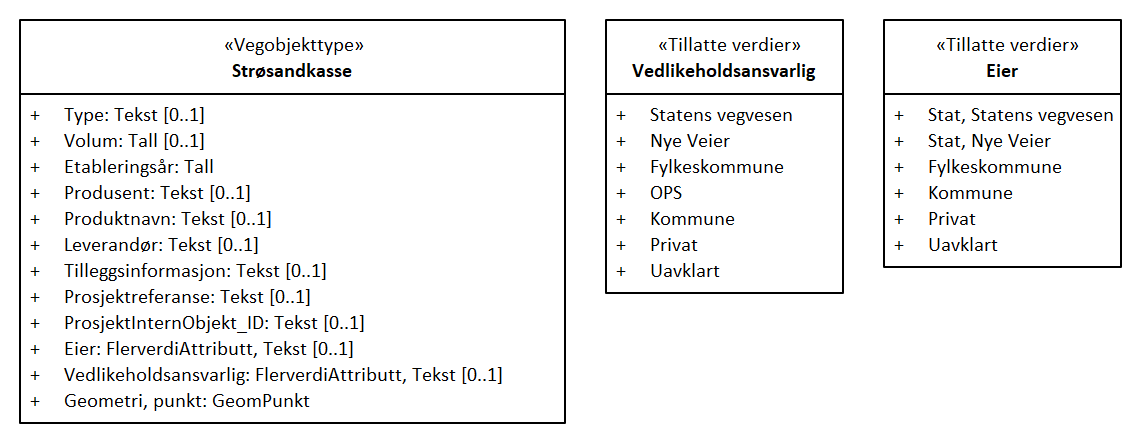 «Vegobjekttype»
Strøsandkasse
+ Type: Tekst [0..1]
+ Volum: Tall [0..1]
+ Etableringsår: Tall
+ Produsent: Tekst [0..1]
+ Produktnavn: Tekst [0..1]
+ Leverandør: Tekst [0..1]
+ Tilleggsinformasjon: Tekst [0..1]
+ Prosjektreferanse: Tekst [0..1]
+ ProsjektInternObjekt_ID: Tekst [0..1]
+ Eier: FlerverdiAttributt, Tekst [0..1]
+ Vedlikeholdsansvarlig: FlerverdiAttributt, Tekst [0..1]
+ Geometri, punkt: GeomPunkt
«Tillatte verdier»
Vedlikeholdsansvarlig
+ Statens vegvesen
+ Nye Veier
+ Fylkeskommune
+ OPS
+ Kommune
+ Privat
+ Uavklart
«Tillatte verdier»
Eier
+ Stat, Statens vegvesen
+ Stat, Nye Veier
+ Fylkeskommune
+ Kommune
+ Privat
+ Uavklart